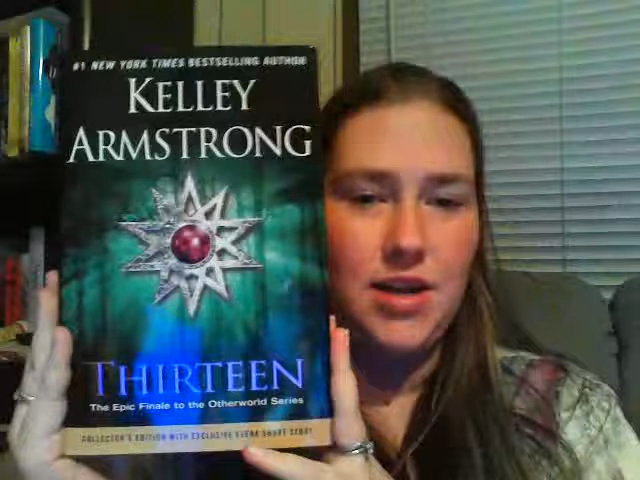 #1 NEW YORK TIMES BESTSELLING AUTHOR
KELLEY
ARMSTRONG
THIRTEEN
The Epic Finale to the Otherworld Series
COLLECTOR'S EDITION WITH EXCLUSIVE ELENA SHORT STORY